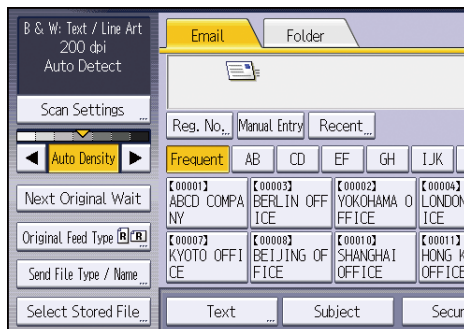 B & W: Text / Line Art
200 dpi
Auto Detect
Scan Settings
Auto Density
Next Original Wait
Original Feed Type R R
Send File Type / Name
Select Stored File
Email Folder
Reg. No. Manual Entry Recent
Frequent AB CD EF GH IJK
[00001] [00003] [00002] [00004]
ABCD COMPA BERLIN OFF YOKOHAMA O LONDON
NY ICE FFICE ICE
[00007] [00008] [00010] [00011]
KYOTO OFFI BEIJING OF SHANGHAI HONG K
CE FICE OFFICE OFFICE
Text Subject Secur